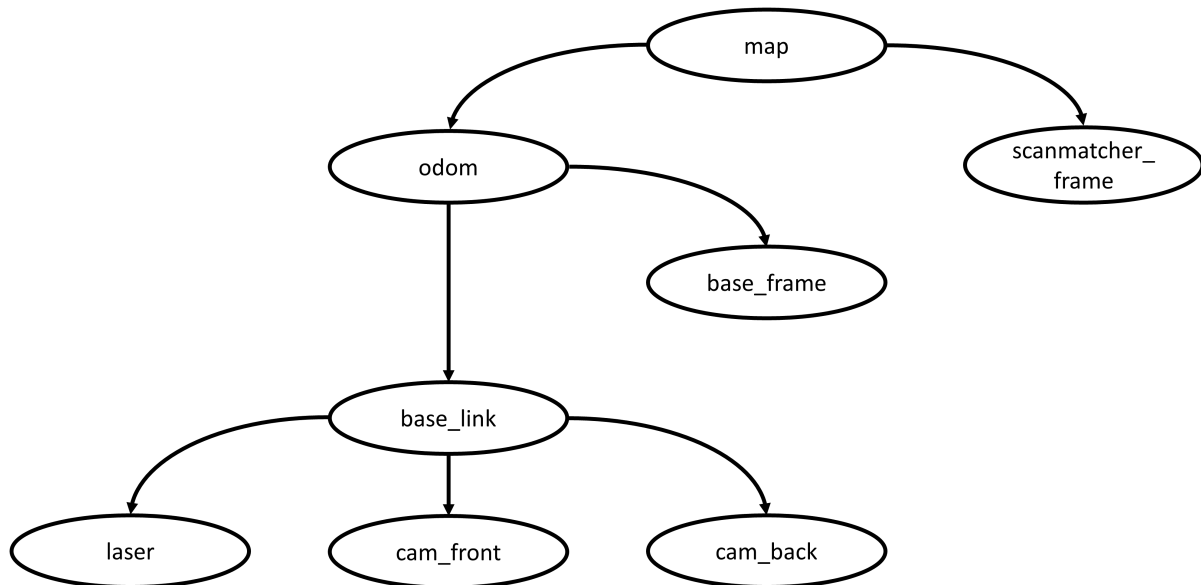 map
odom
scanmatcher_
frame
base_frame
base_link
laser
cam_front
cam_back